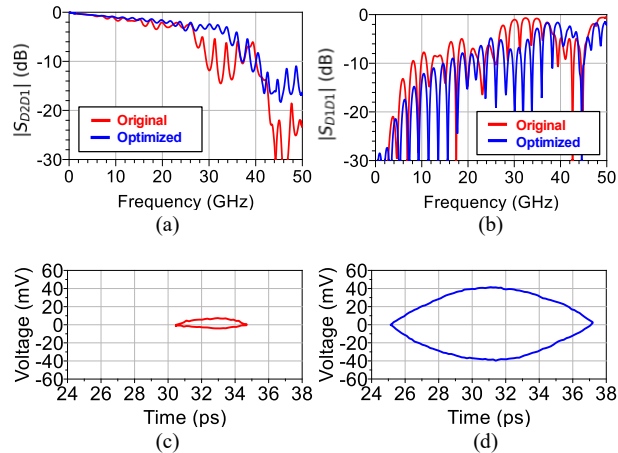 0
-10
-20
-30
|S_D2D1| (dB)
Original
Optimized
0 10 20 30 40 50
Frequency (GHz)
(a)
0
-10
-20
-30
|S_D1D1| (dB)
Original
Optimized
0 10 20 30 40 50
Frequency (GHz)
(b)
60
40
20
0
-20
-40
-60
Voltage (mV)
24 26 28 30 32 34 36 38
Time (ps)
(c)
60
40
20
0
-20
-40
-60
Voltage (mV)
24 26 28 30 32 34 36 38
Time (ps)
(d)